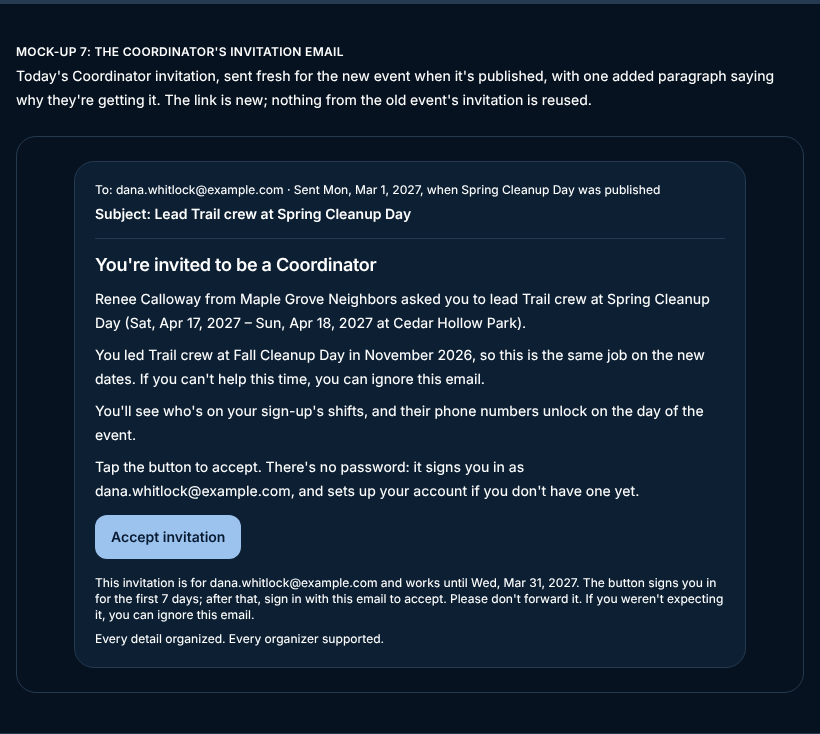 MOCK-UP 7: THE COORDINATOR'S INVITATION EMAIL
Today's Coordinator invitation, sent fresh for the new event when it's published, with one added paragraph saying
why they're getting it. The link is new; nothing from the old event's invitation is reused.
To: dana.whitlock@example.com · Sent Mon, Mar 1, 2027, when Spring Cleanup Day was published
Subject: Lead Trail crew at Spring Cleanup Day
You're invited to be a Coordinator
Renee Calloway from Maple Grove Neighbors asked you to lead Trail crew at Spring Cleanup
Day (Sat, Apr 17, 2027 – Sun, Apr 18, 2027 at Cedar Hollow Park).
You led Trail crew at Fall Cleanup Day in November 2026, so this is the same job on the new
dates. If you can't help this time, you can ignore this email.
You'll see who's on your sign-up's shifts, and their phone numbers unlock on the day of the
event.
Tap the button to accept. There's no password: it signs you in as
dana.whitlock@example.com, and sets up your account if you don't have one yet.
Accept invitation
This invitation is for dana.whitlock@example.com and works until Wed, Mar 31, 2027. The button signs you in
for the first 7 days; after that, sign in with this email to accept. Please don't forward it. If you weren't expecting
it, you can ignore this email.
Every detail organized. Every organizer supported.